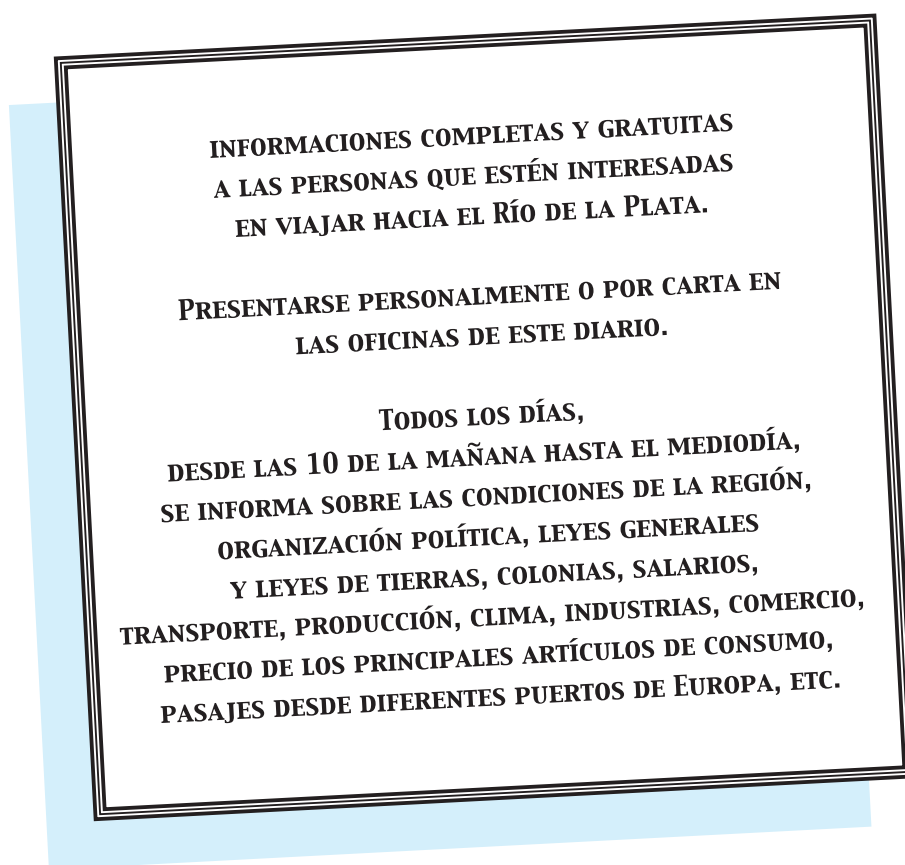 INFORMACIONES COMPLETAS Y GRATUITAS
A LAS PERSONAS QUE ESTÉN INTERESADAS
EN VIAJAR HACIA EL RÍO DE LA PLATA.
PRESENTARSE PERSONALMENTE O POR CARTA EN
LAS OFICINAS DE ESTE DIARIO.
TODOS LOS DÍAS,
DESDE LAS 10 DE LA MAÑANA HASTA EL MEDIODÍA,
SE INFORMA SOBRE LAS CONDICIONES DE LA REGIÓN,
ORGANIZACIÓN POLÍTICA, LEYES GENERALES
Y LEYES DE TIERRAS, COLONIAS, SALARIOS,
TRANSPORTE, PRODUCCIÓN, CLIMA, INDUSTRIAS, COMERCIO,
PRECIO DE LOS PRINCIPALES ARTÍCULOS DE CONSUMO,
PASAJES DESDE DIFERENTES PUERTOS DE EUROPA, ETC.